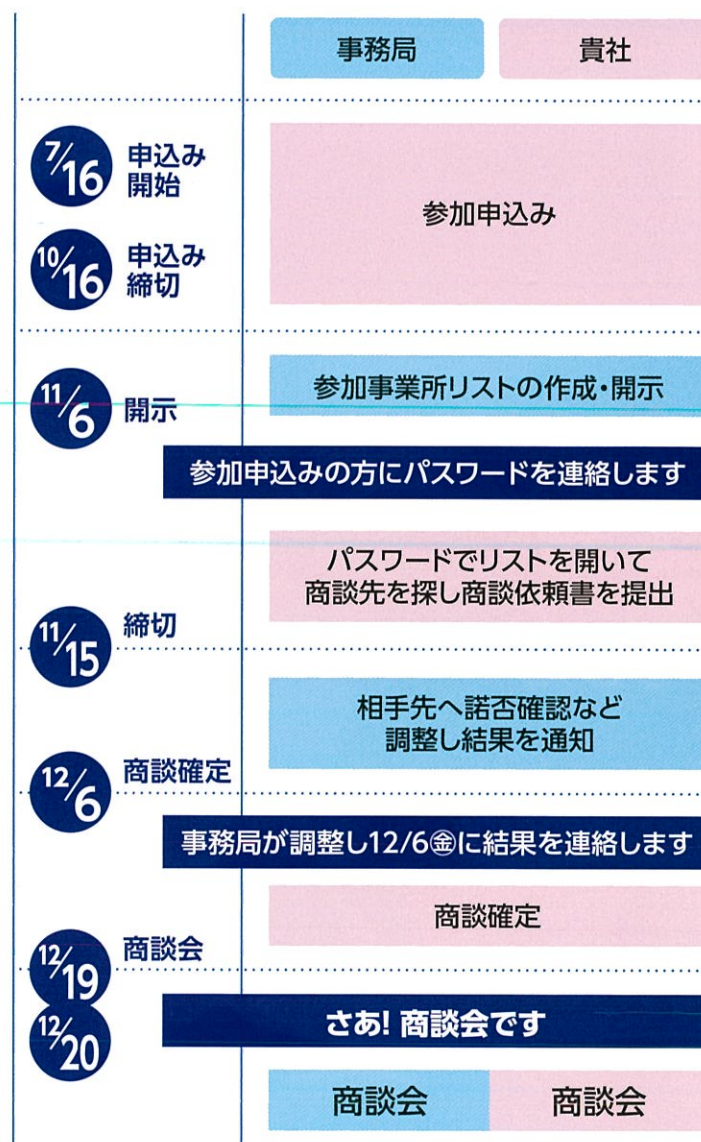 事務局
貴社
7/16
申込み
開始
参加申込み
10/16
申込み
締切
11/6
開示
参加事業所リストの作成・開示
参加申込みの方にパスワードを連絡します
パスワードでリストを開いて
商談先を探し商談依頼書を提出
11/15
締切
相手先へ諾否確認など
調整し結果を通知
12/6
商談確定
事務局が調整し12/6㊎に結果を連絡します
商談確定
12/19
商談会
12/20
さあ! 商談会です
商談会
商談会